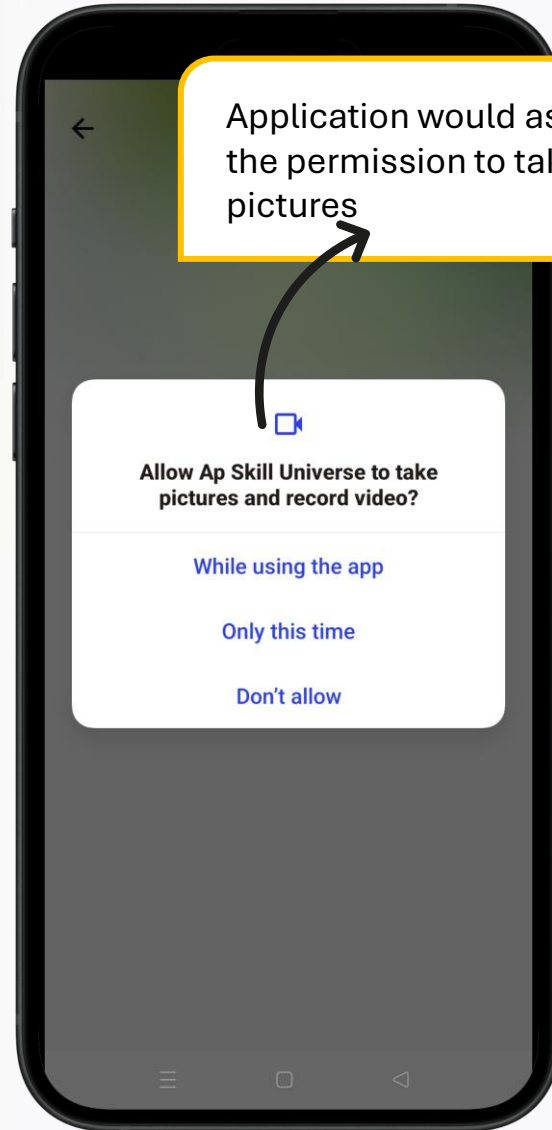 Application would as
the permission to tak
pictures
Allow Ap Skill Universe to take
pictures and record video?
While using the app
Only this time
Don’t allow